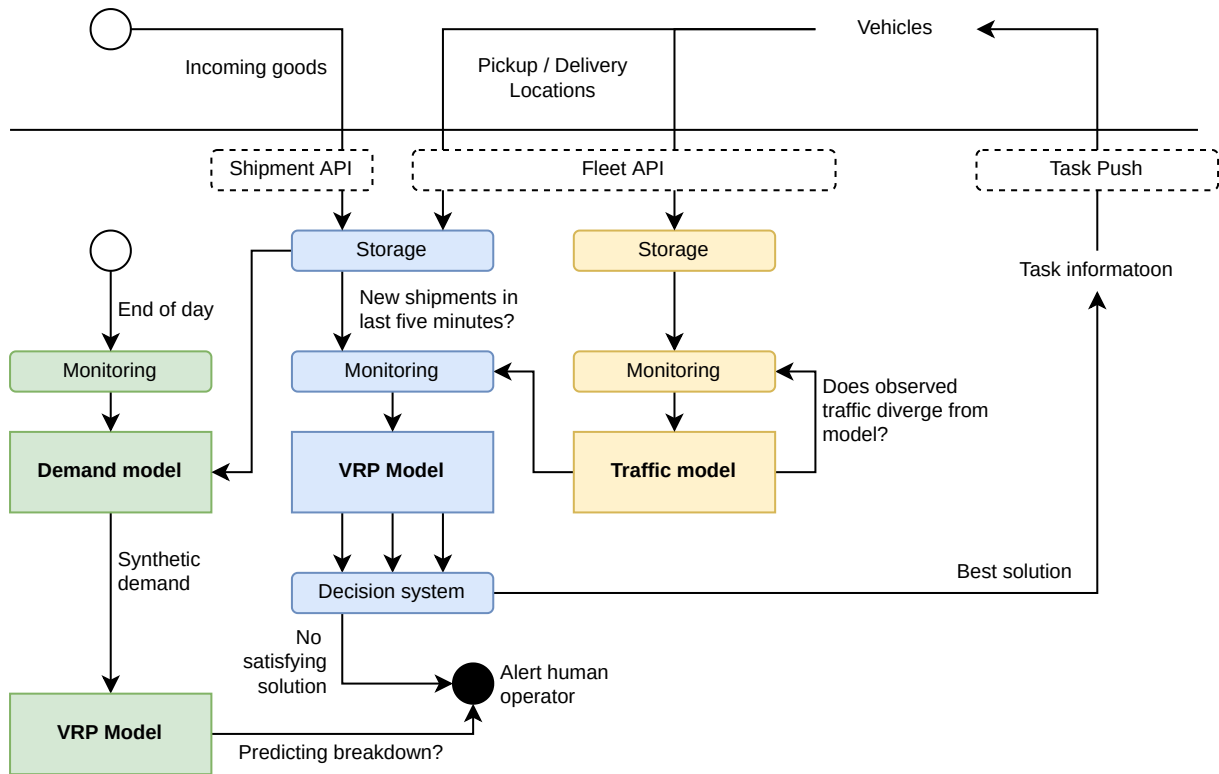 Vehicles
Incoming goods
Pickup / Delivery
Locations
Shipment API
Fleet API
Task Push
Storage
Storage
Task informatoon
End of day
New shipments in
last five minutes?
Monitoring
Monitoring
Monitoring
Does observed
traffic diverge from
model?
Demand model
VRP Model
Traffic model
Synthetic
demand
Decision system
Best solution
No
satisfying
solution
Alert human
operator
VRP Model
Predicting breakdown?